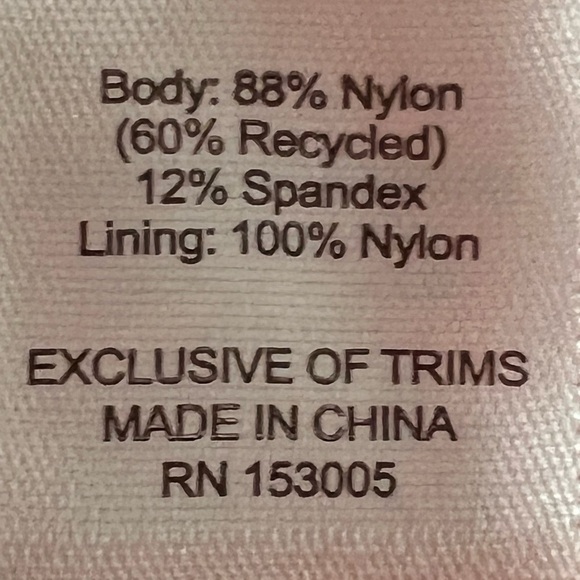 Body: 88% Nylon
(60% Recycled)
12% Spandex
Lining: 100% Nylon
EXCLUSIVE OF TRIMS
MADE IN CHINA
RN 153005